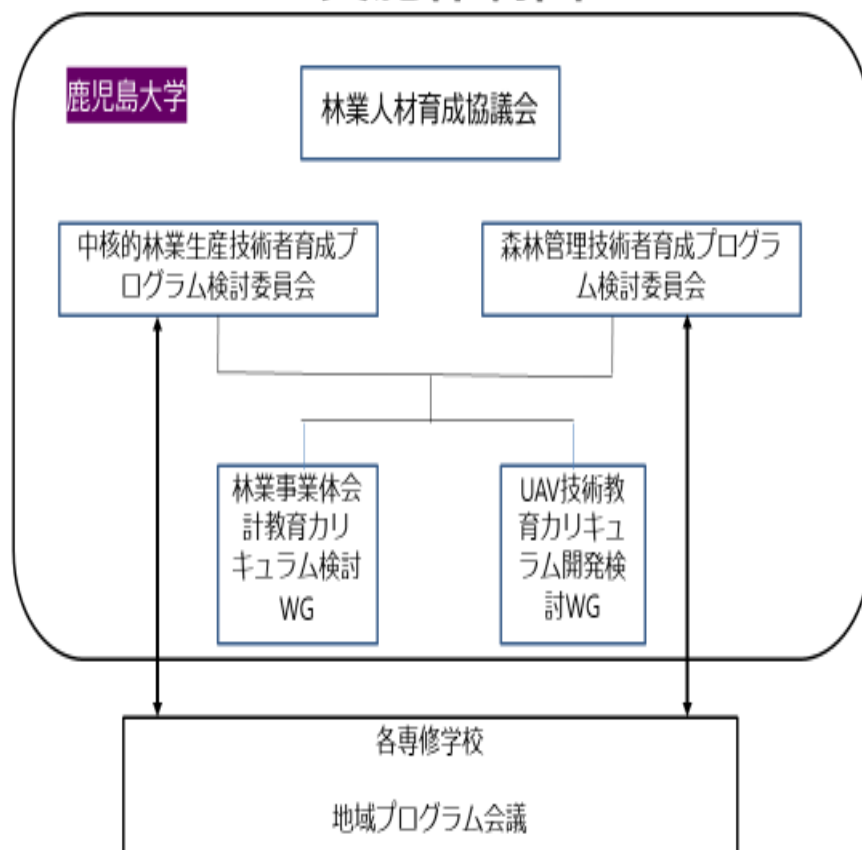 鹿児島大学
林業人材育成協議会
中核的林業生産技術者育成プ
ログラム検討委員会
森林管理技術者育成プログラ
ム検討委員会
林業事業体会
計教育カリ
キュラム検討
WG
UAV技術教
育カリキュ
ラム開発検
討WG
各専修学校
地域プログラム会議